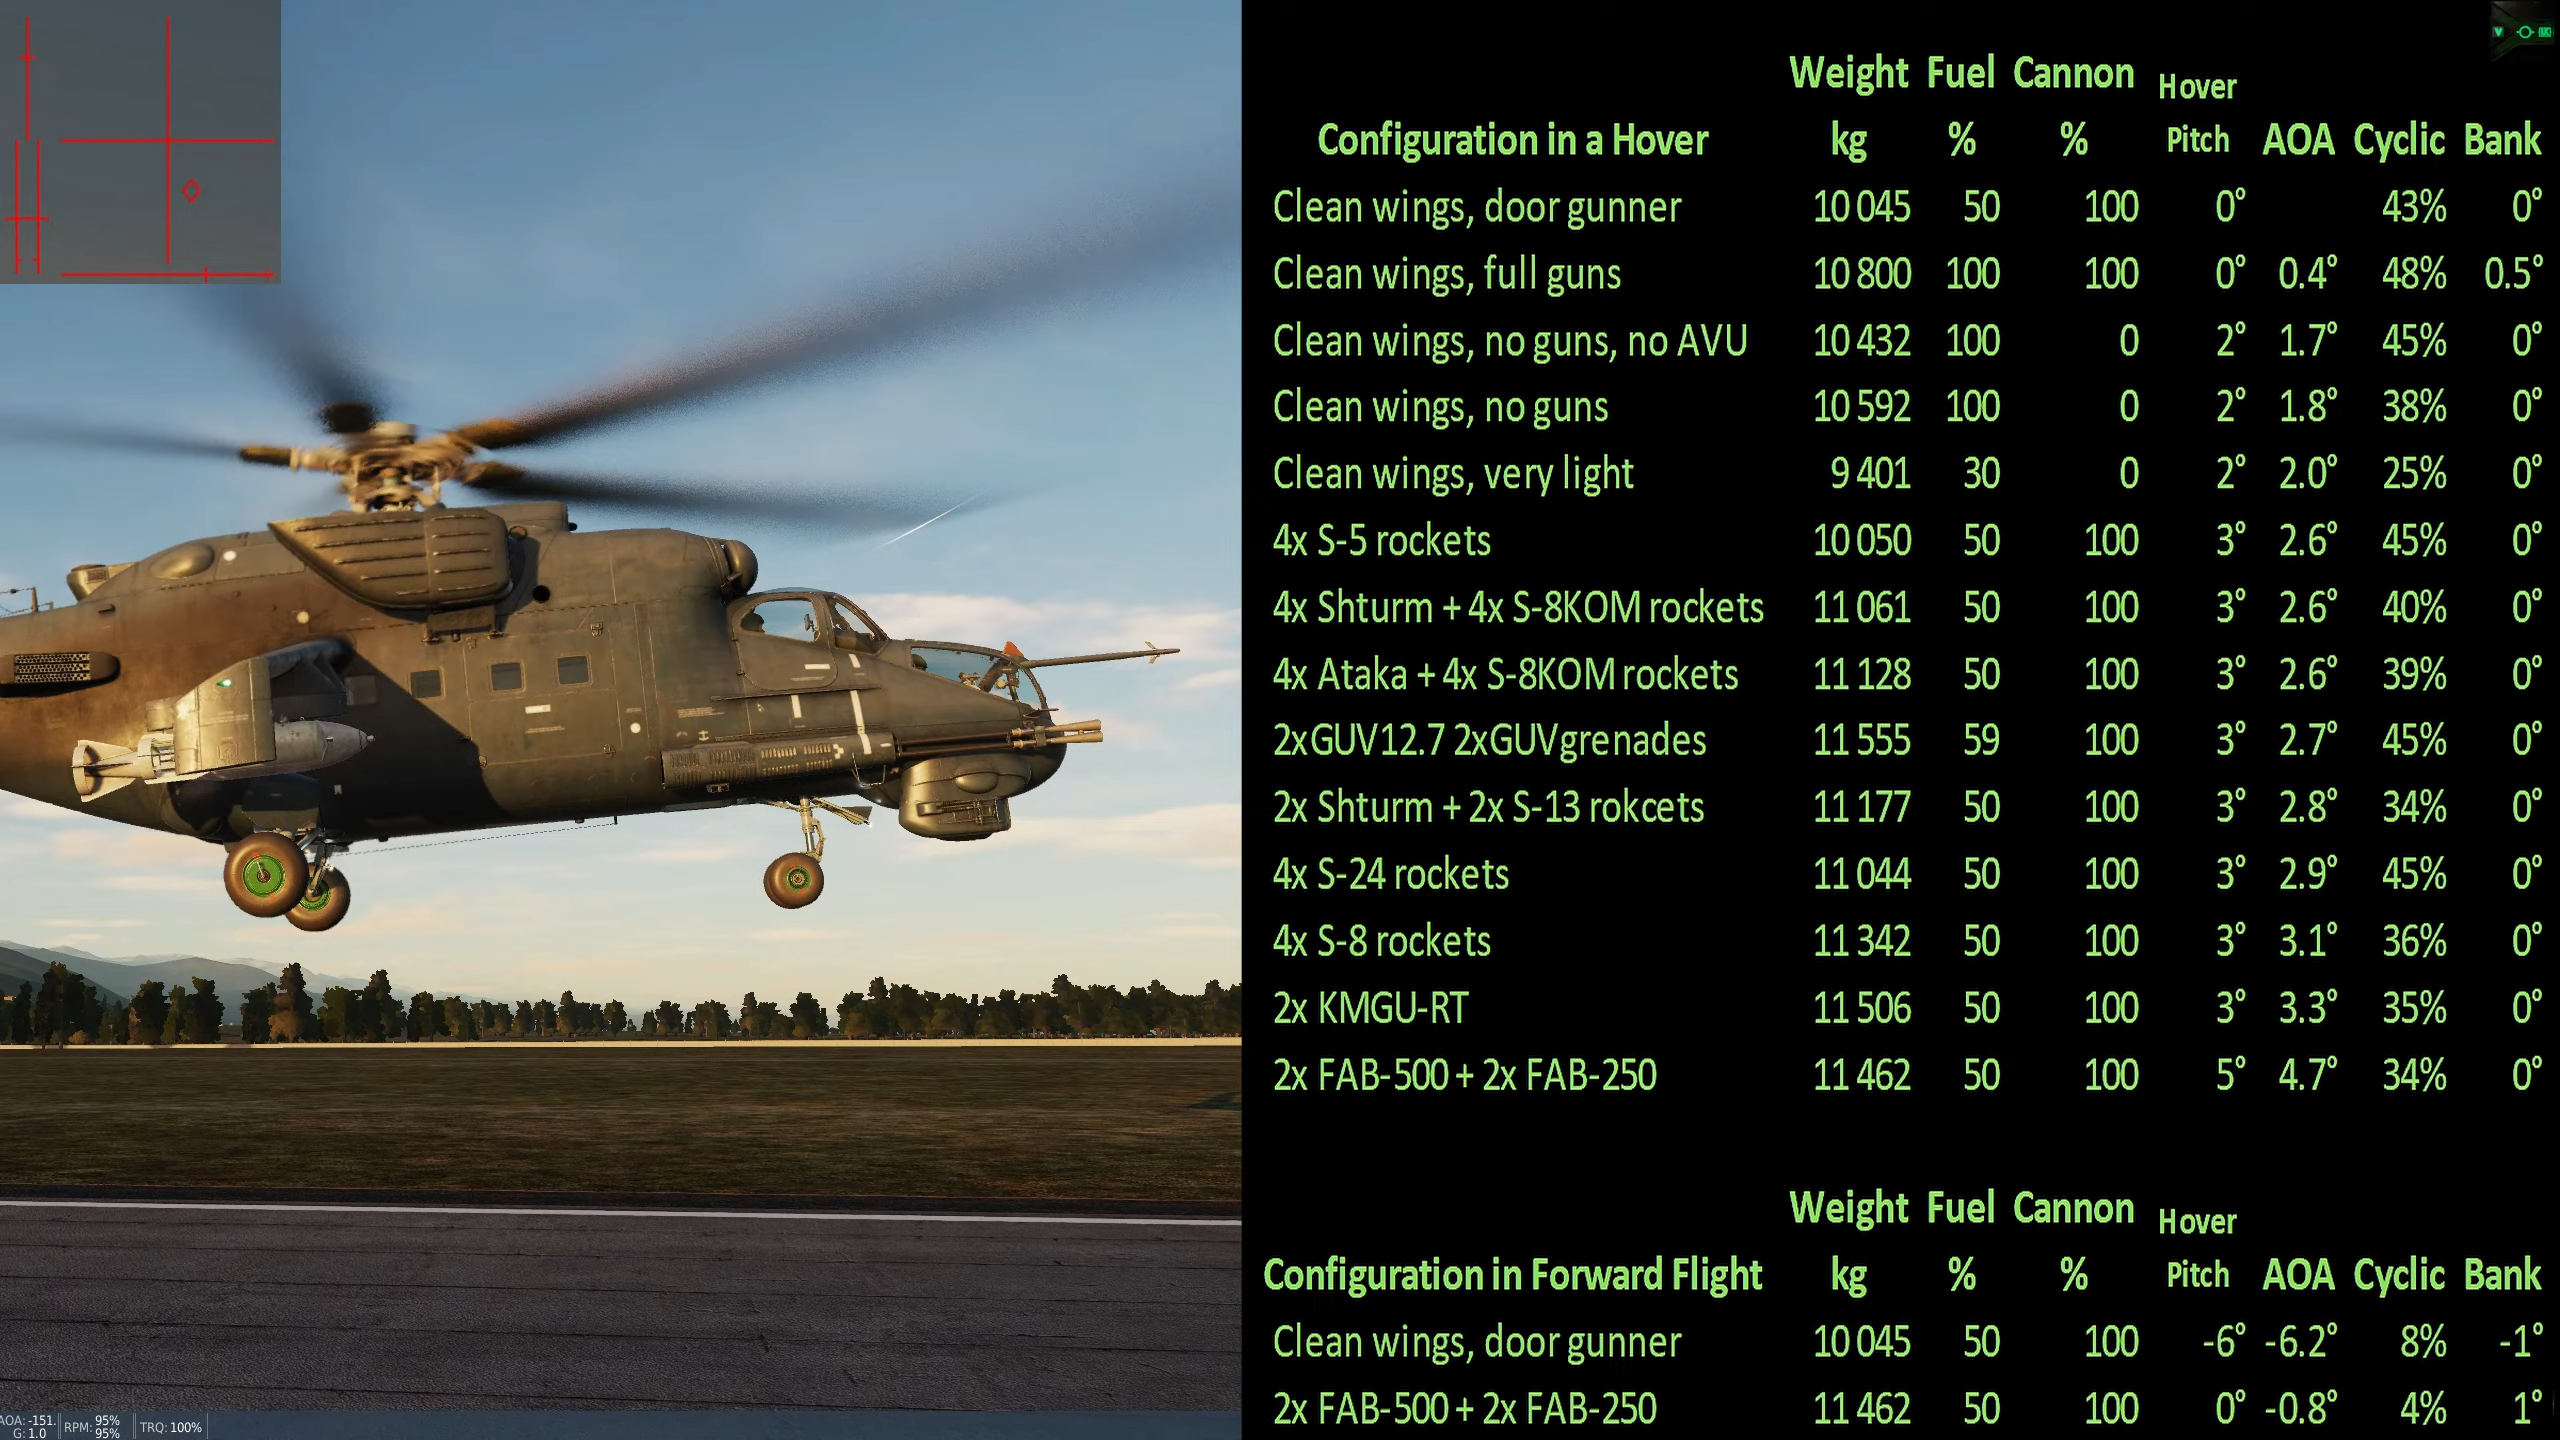 Weight Fuel Cannon Hover
Configuration in a Hover kg % % Pitch AOA Cyclic Bank
Clean wings, door gunner 10 045 50 100 0° 43% 0°
Clean wings, full guns 10 800 100 100 0° 0.4° 48% 0.5°
Clean wings, no guns, no AVU 10 432 100 0 2° 1.7° 45% 0°
Clean wings, no guns 10 592 100 0 2° 1.8° 38% 0°
Clean wings, very light 9 401 30 0 2° 2.0° 25% 0°
4x S-5 rockets 10 050 50 100 3° 2.6° 45% 0°
4x Shturm + 4x S-8KOM rockets 11 061 50 100 3° 2.6° 40% 0°
4x Ataka + 4x S-8KOM rockets 11 128 50 100 3° 2.6° 39% 0°
2xGUV12.7 2xGUVgrenades 11 555 59 100 3° 2.7° 45% 0°
2x Shturm + 2x S-13 rokcets 11 177 50 100 3° 2.8° 34% 0°
4x S-24 rockets 11 044 50 100 3° 2.9° 45% 0°
4x S-8 rockets 11 342 50 100 3° 3.1° 36% 0°
2x KMGU-RT 11 506 50 100 3° 3.3° 35% 0°
2x FAB-500 + 2x FAB-250 11 462 50 100 5° 4.7° 34% 0°
Weight Fuel Cannon Hover
Configuration in Forward Flight kg % % Pitch AOA Cyclic Bank
Clean wings, door gunner 10 045 50 100 -6° -6.2° 8% -1°
2x FAB-500 + 2x FAB-250 11 462 50 100 0° -0.8° 4% 1°
AOA: -151. RPM: 95% TRQ: 100%
G: 1.0 95%